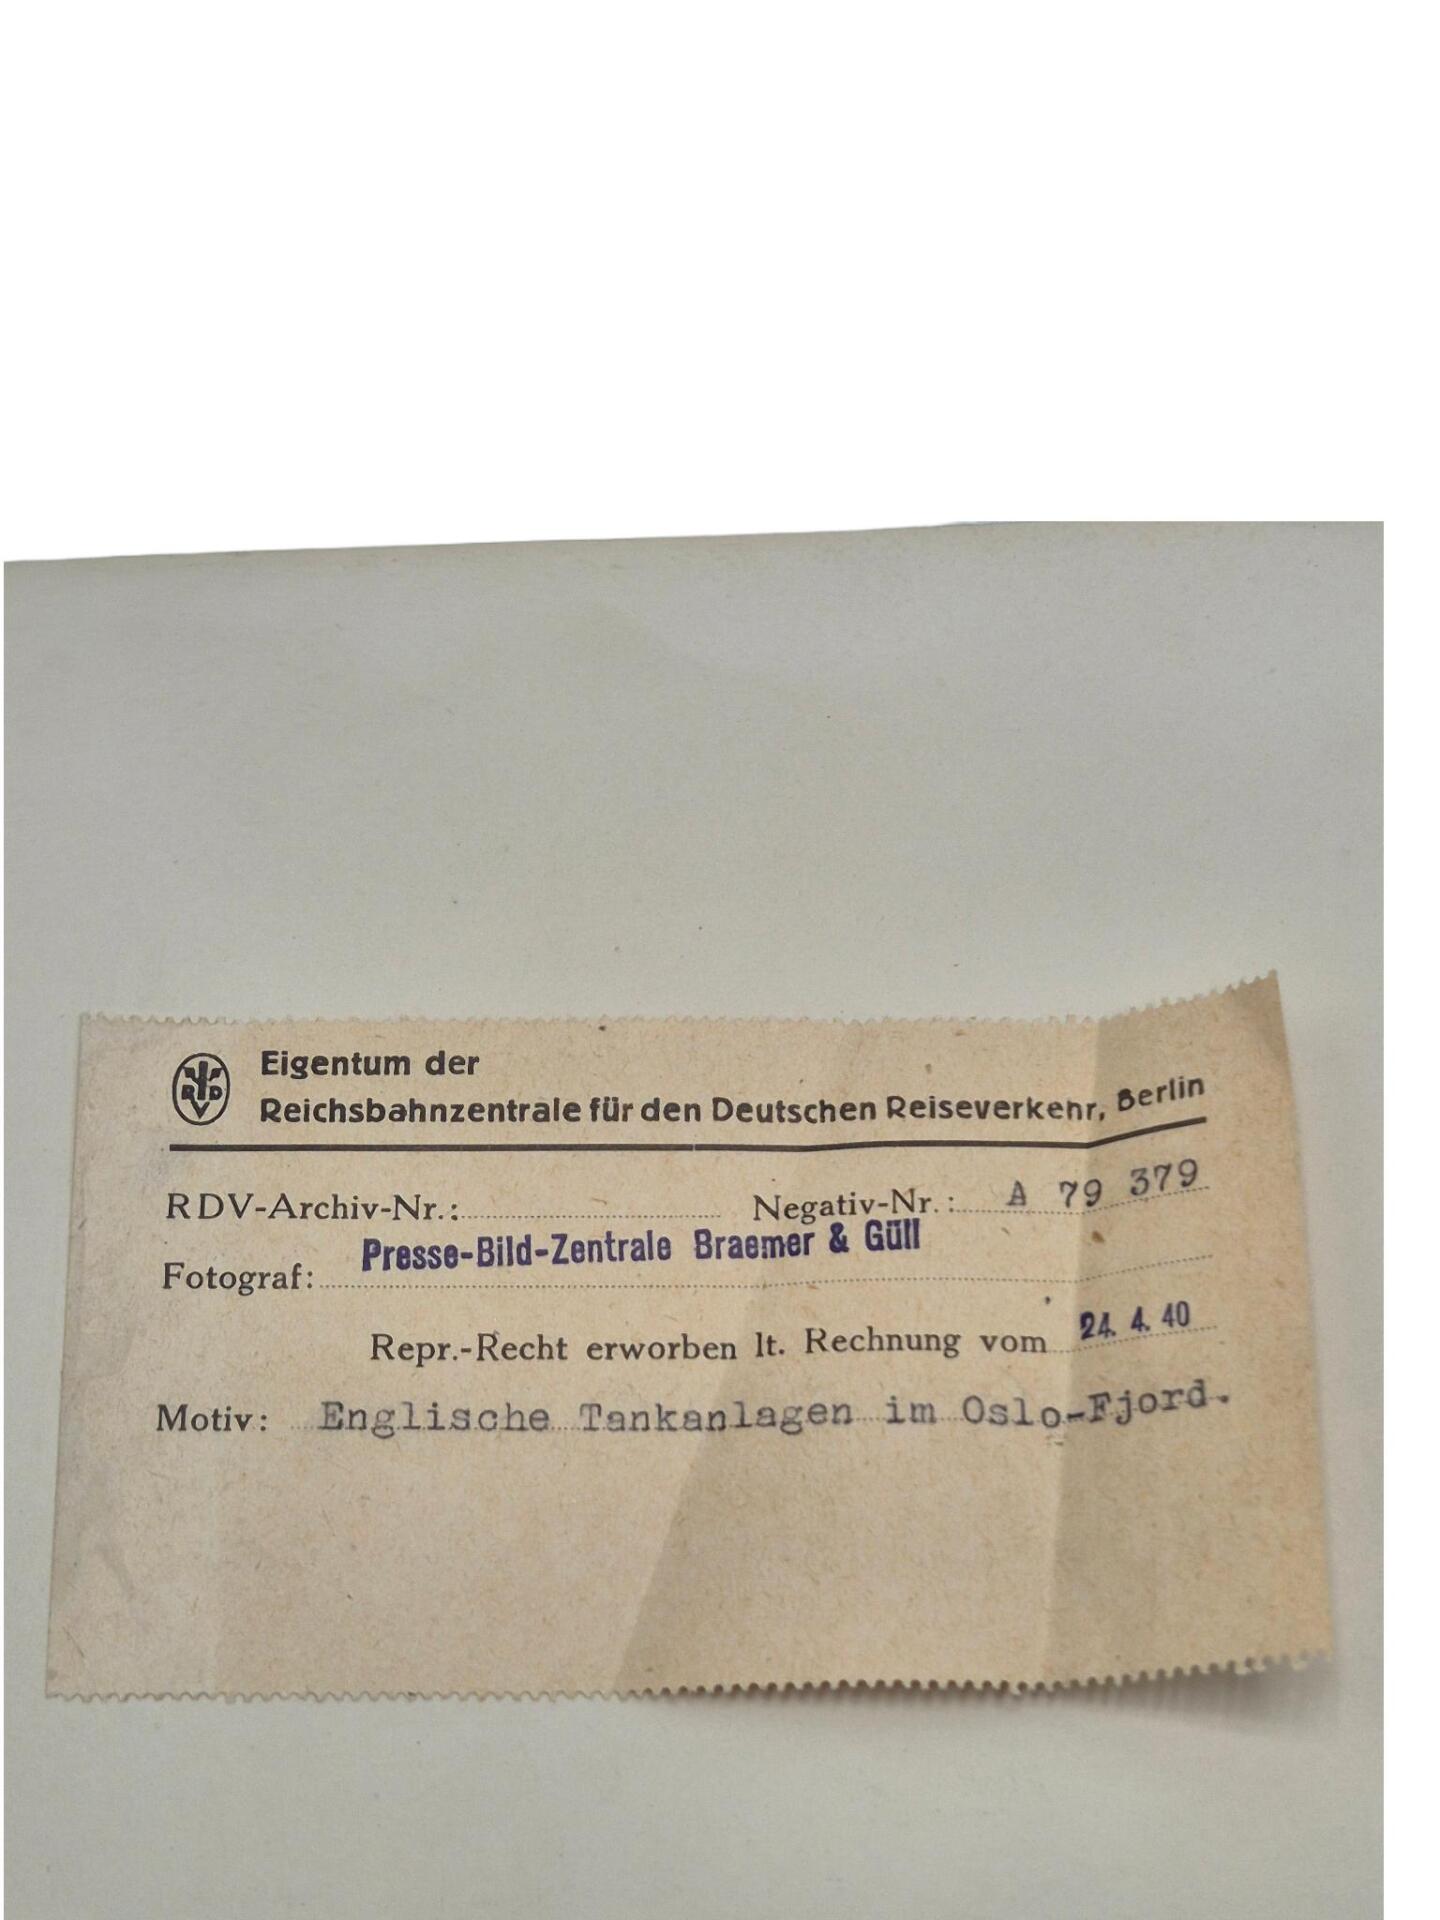 RDV
Eigentum der
Reichsbahnzentrale für den Deutschen Reiseverkehr, Berlin
RDV-Archiv-Nr.: Negativ-Nr.: A 79 379
Presse-Bild-Zentrale Braemer & Güll
Fotograf:
Repr.-Recht erworben lt. Rechnung vom 24. 4. 40
Motiv: Englische Tankanlagen im Oslo-Fjord.